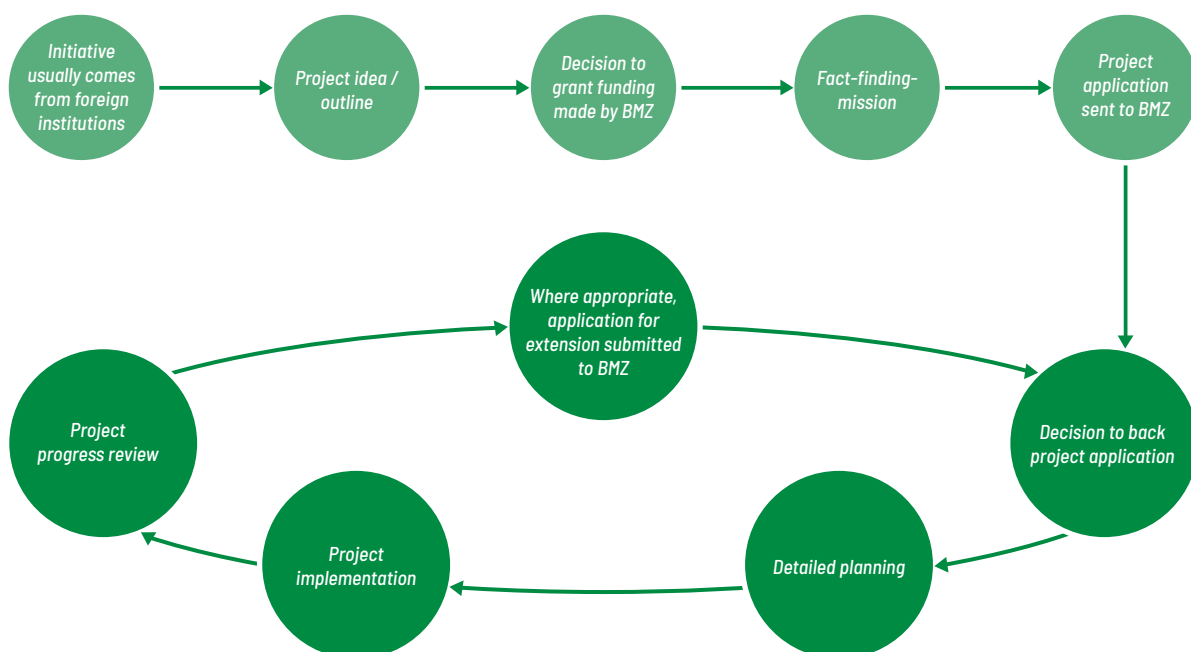 Initiative
usually comes
from foreign
institutions
Project idea /
outline
Decision to
grant funding
made by BMZ
Fact-finding-
mission
Project
application
sent to BMZ
Where appropriate,
application for
extension submitted
to BMZ
Project
progress review
Decision to back
project application
Project
implementation
Detailed planning